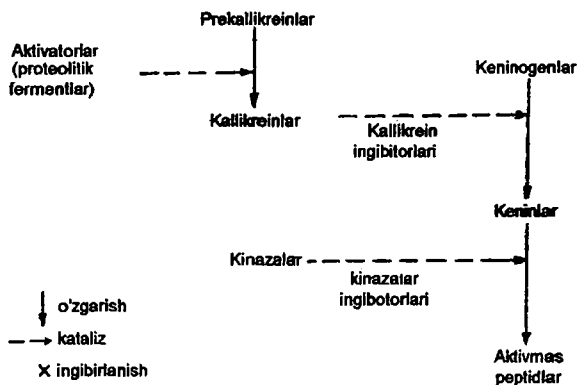 Prekallikreinlar
Aktivatorlar
(proteolitik
fermentlar)
Keninogenlar
Kallikreinlar
Kallikrein
ingibitorlari
Keninlar
Kinazalar
kinazalar
ingibotorlari
o'zgarish
kataliz
ingibirlanish
Aktivmas
peptidlar